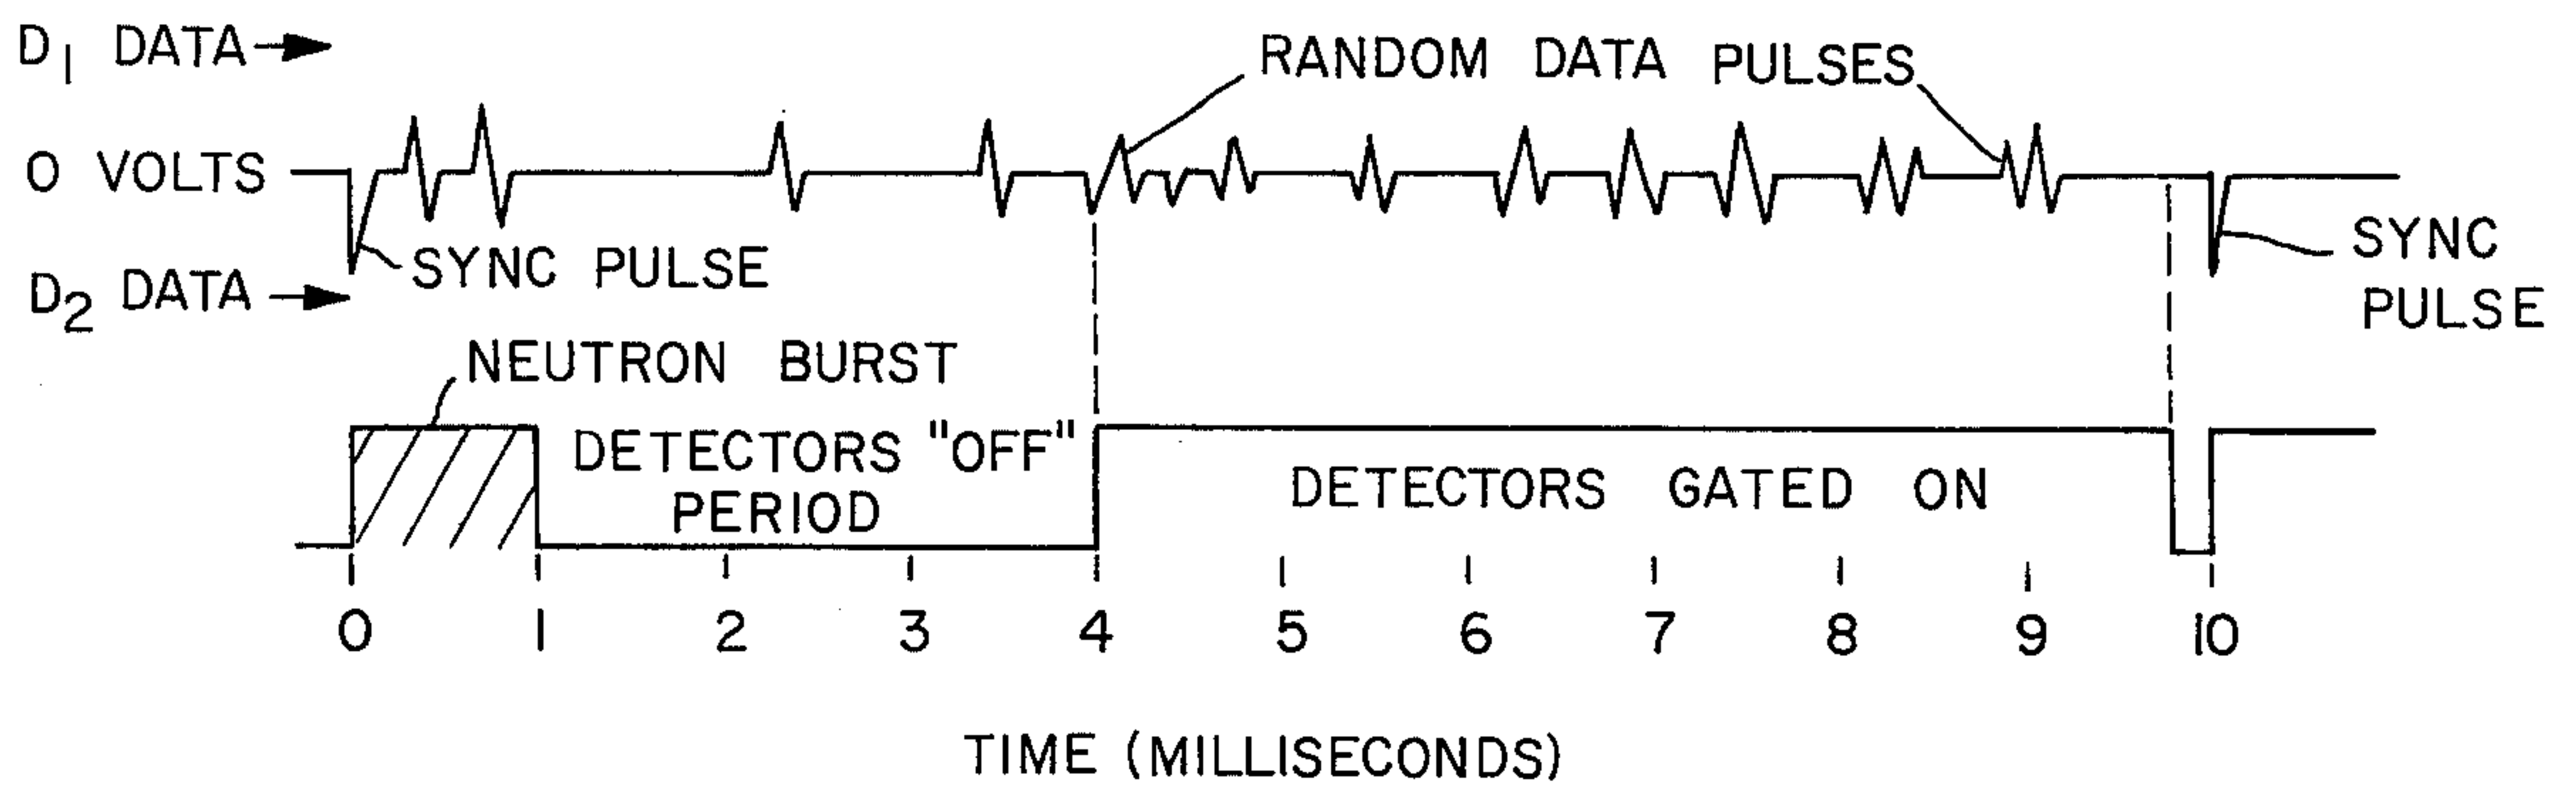 D1 DATA
RANDOM DATA PULSES
0 VOLTS
SYNC PULSE
SYNC
PULSE
D2 DATA
NEUTRON BURST
DETECTORS "OFF"
PERIOD
DETECTORS GATED ON
0 1 2 3 4 5 6 7 8 9 10
TIME (MILLISECONDS)